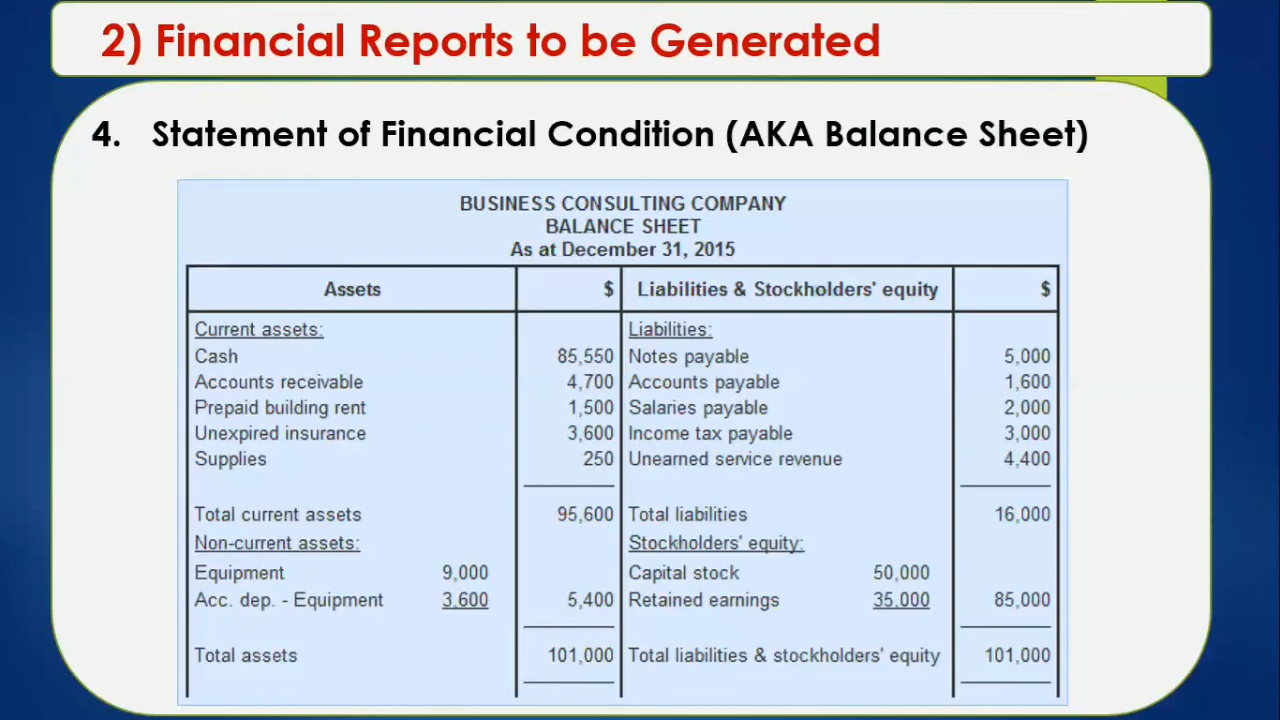 2) Financial Reports to be Generated
4. Statement of Financial Condition (AKA Balance Sheet)
BUSINESS CONSULTING COMPANY
BALANCE SHEET
As at December 31, 2015
Assets $ Liabilities & Stockholders' equity $
Current assets: Liabilities:
Cash 85,550 Notes payable 5,000
Accounts receivable 4,700 Accounts payable 1,600
Prepaid building rent 1,500 Salaries payable 2,000
Unexpired insurance 3,600 Income tax payable 3,000
Supplies 250 Unearned service revenue 4,400
Total current assets 95,600 Total liabilities 16,000
Non-current assets: Stockholders' equity:
Equipment 9,000 Capital stock 50,000
Acc. dep. - Equipment 3,600 5,400 Retained earnings 35,000 85,000
Total assets 101,000 Total liabilities & stockholders' equity 101,000